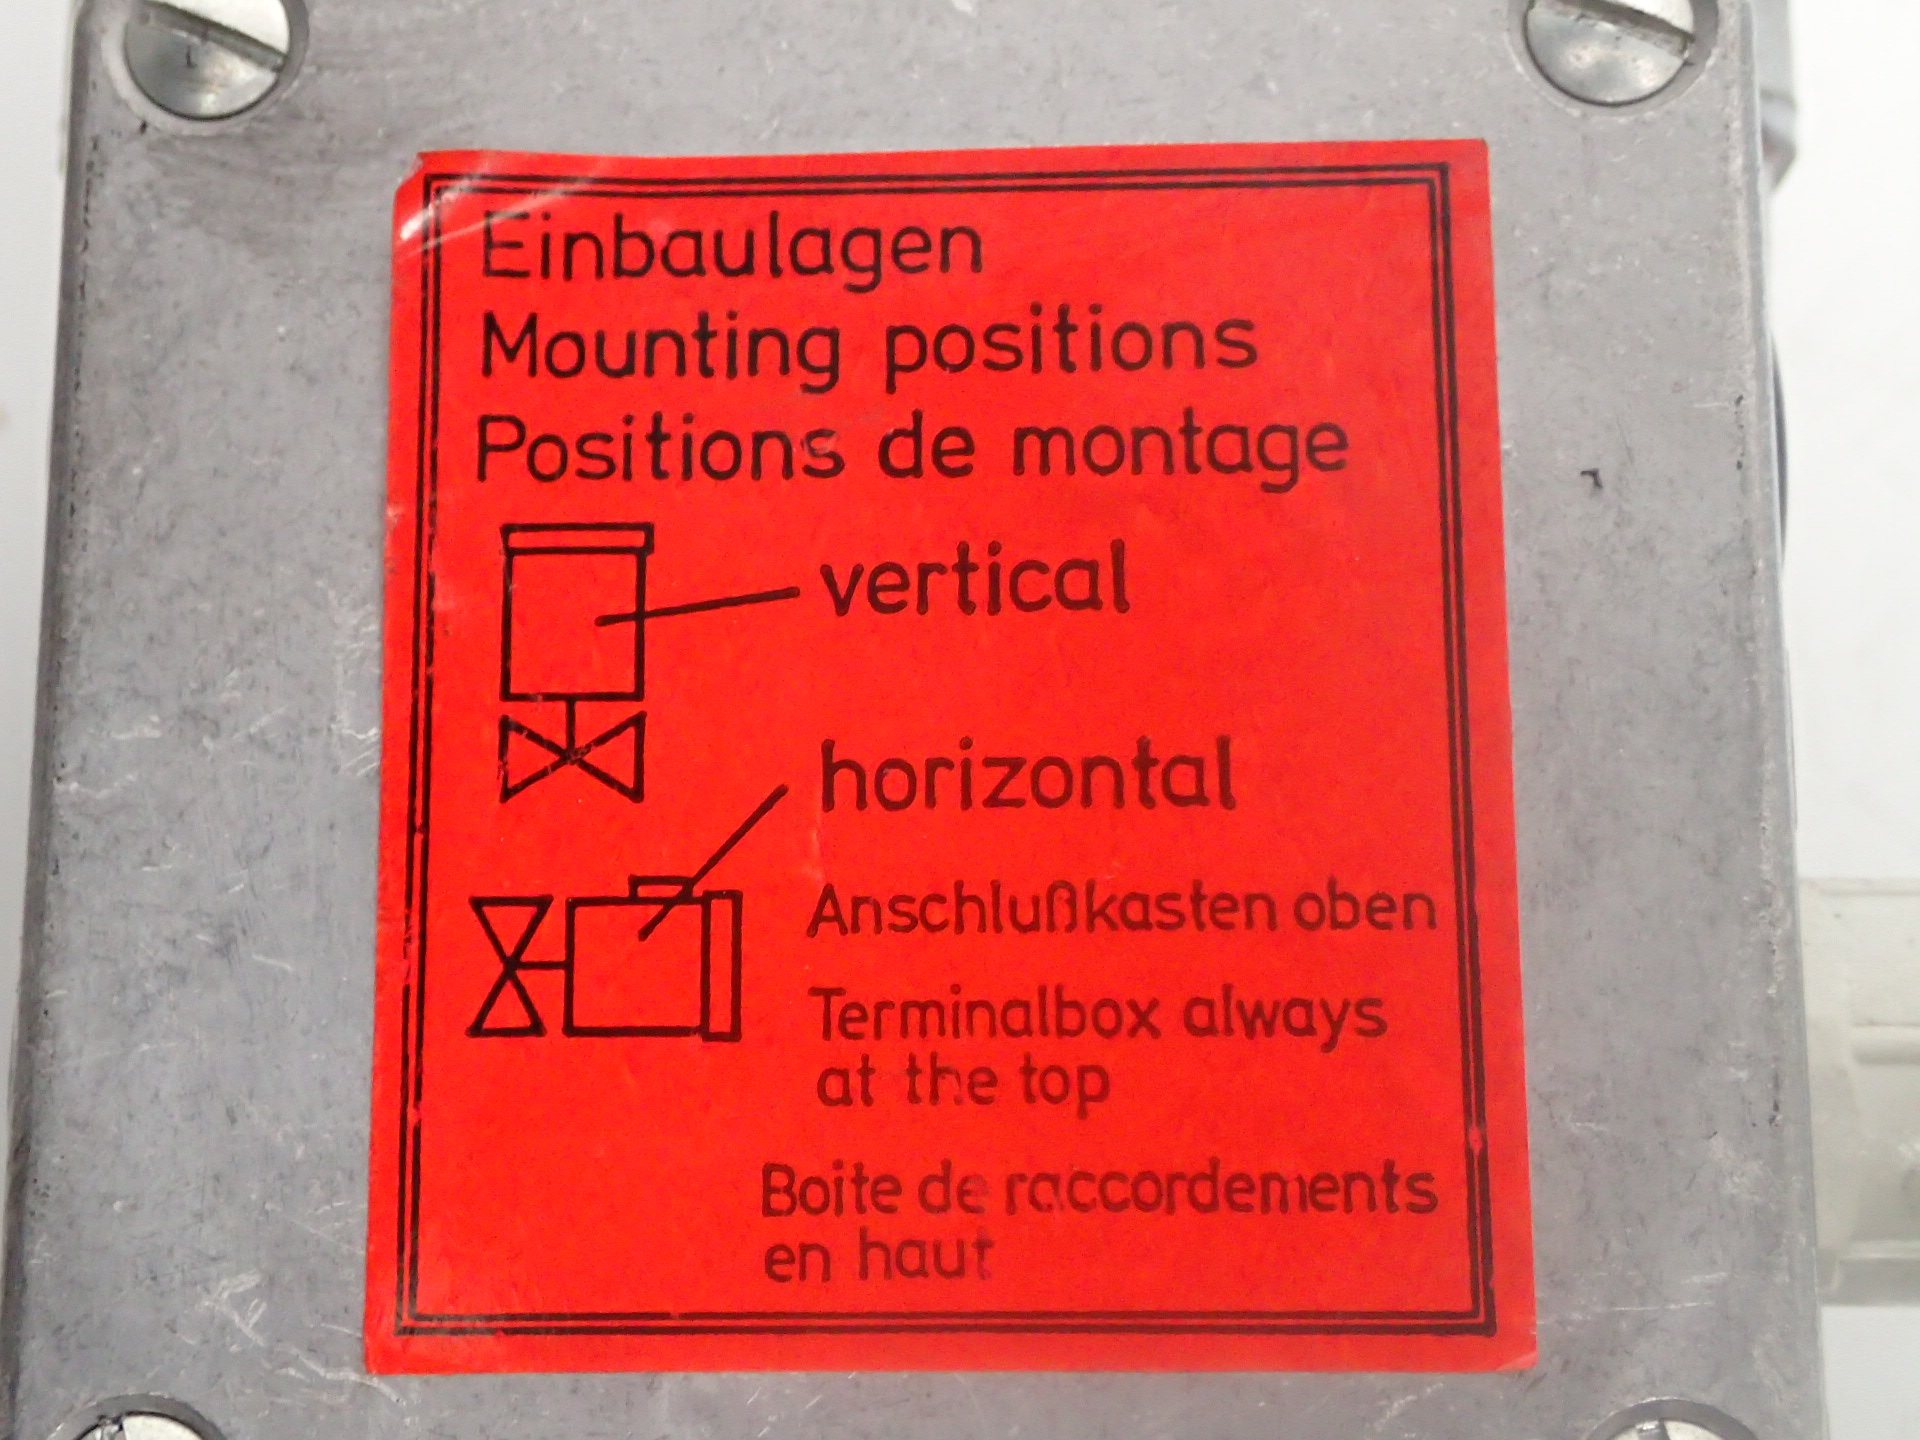 Einbaulagen
Mounting positions
Positions de montage
vertical
horizontal
Anschlußkasten oben
Terminalbox always
at the top
Boite de raccordements
en haut